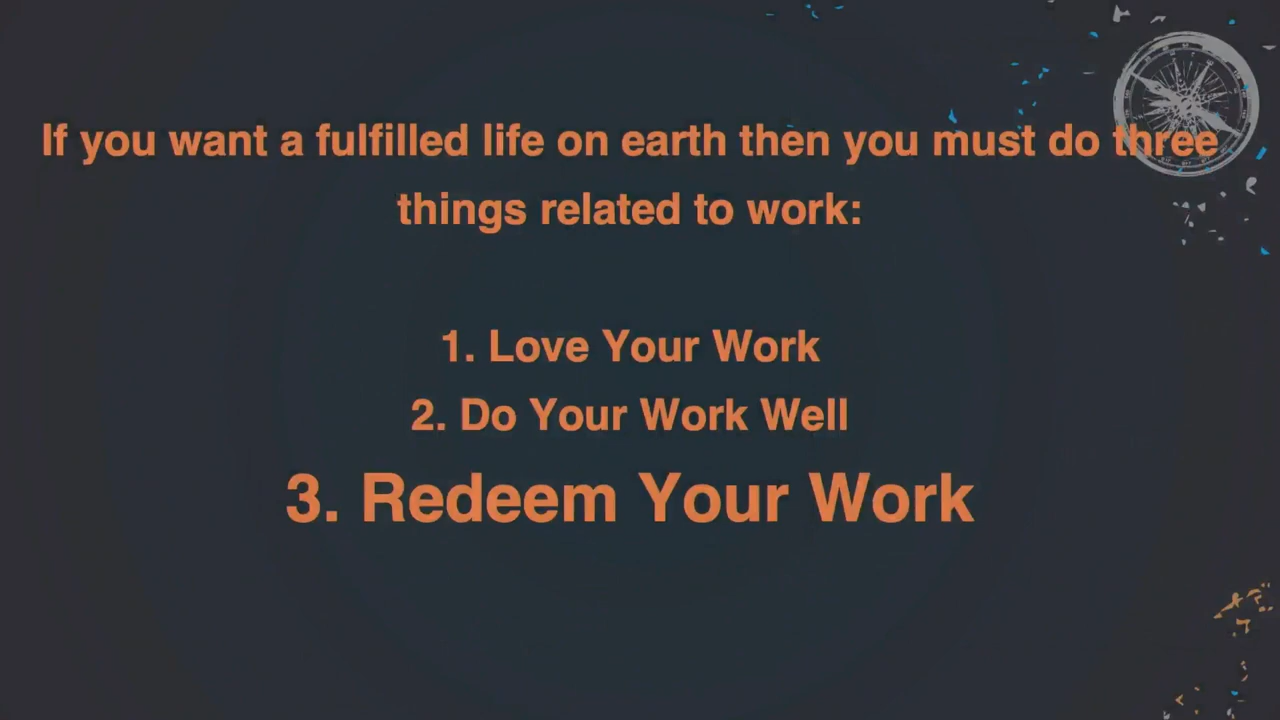 If you want a fulfilled life on earth then you must do three
things related to work:
1. Love Your Work
2. Do Your Work Well
3. Redeem Your Work